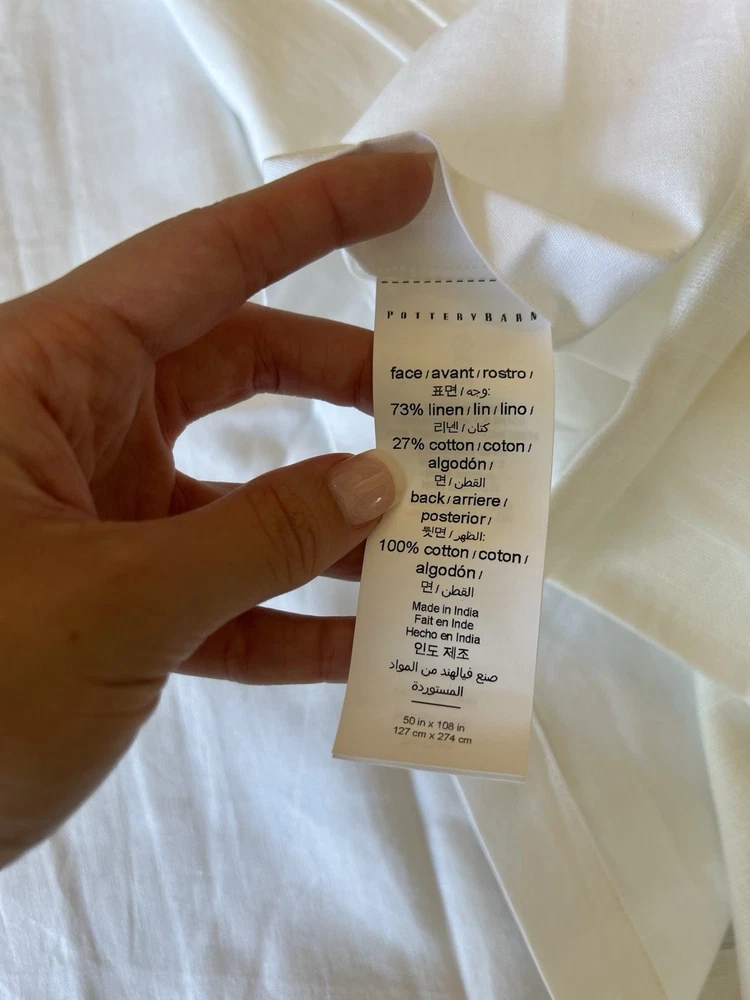 POTTERYBARN
face / avant / rostro /
표면 / وجه:
73% linen / lin / lino /
리넨 / كتان
27% cotton / coton /
algodón /
면 / القطن
back / arriere /
posterior /
뒷면 / الظهر:
100% cotton / coton /
algodón /
면 / القطن
Made in India
Fait en Inde
Hecho en India
인도 제조
صنع فيالهند من المواد
المستوردة
50 in x 108 in
127 cm x 274 cm